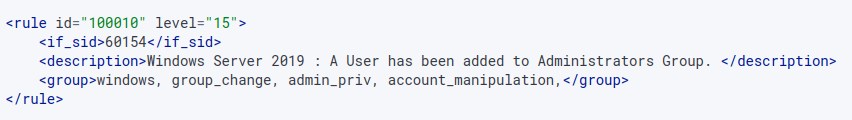 <rule id="100010" level="15">
<if_sid>60154</if_sid>
<description>Windows Server 2019 : A User has been added to Administrators Group. </description>
<group>windows, group_change, admin_priv, account_manipulation,</group>
</rule>